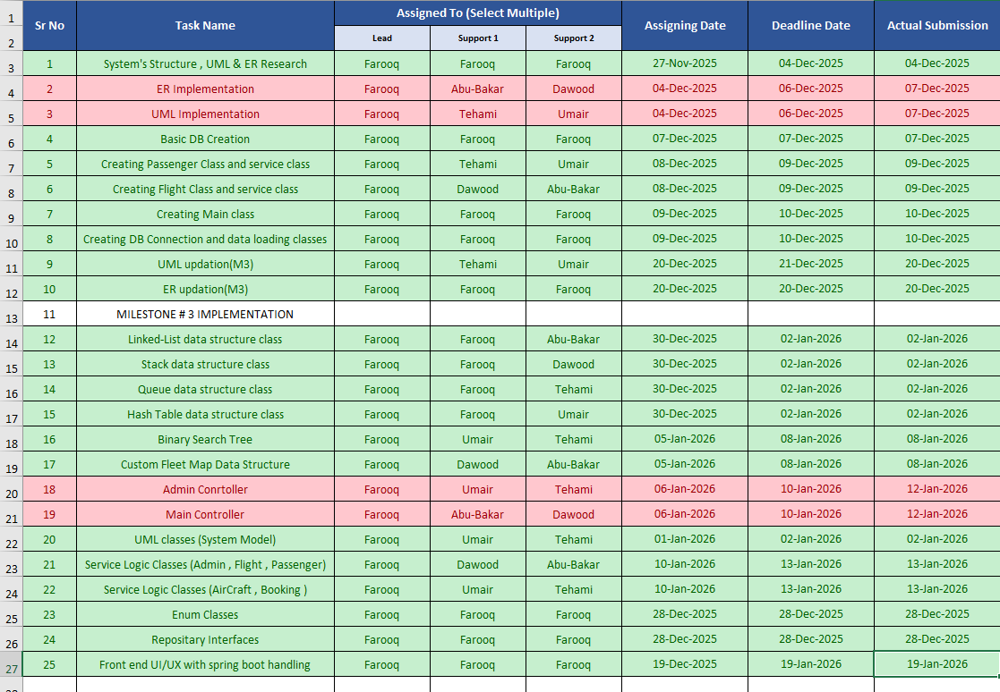 1 Sr No Task Name Assigned To (Select Multiple) Assigning Date Deadline Date Actual Submission
2 Lead Support 1 Support 2
3 1 System's Structure , UML & ER Research Farooq Farooq Farooq 27-Nov-2025 04-Dec-2025 04-Dec-2025
4 2 ER Implementation Farooq Abu-Bakar Dawood 04-Dec-2025 06-Dec-2025 07-Dec-2025
5 3 UML Implementation Farooq Tehami Umair 04-Dec-2025 06-Dec-2025 07-Dec-2025
6 4 Basic DB Creation Farooq Farooq Farooq 07-Dec-2025 07-Dec-2025 07-Dec-2025
7 5 Creating Passenger Class and service class Farooq Tehami Umair 08-Dec-2025 09-Dec-2025 09-Dec-2025
8 6 Creating Flight Class and service class Farooq Dawood Abu-Bakar 08-Dec-2025 09-Dec-2025 09-Dec-2025
9 7 Creating Main class Farooq Farooq Farooq 09-Dec-2025 10-Dec-2025 10-Dec-2025
10 8 Creating DB Connection and data loading classes Farooq Farooq Farooq 09-Dec-2025 10-Dec-2025 10-Dec-2025
11 9 UML updation(M3) Farooq Tehami Umair 20-Dec-2025 21-Dec-2025 20-Dec-2025
12 10 ER updation(M3) Farooq Farooq Farooq 20-Dec-2025 20-Dec-2025 20-Dec-2025
13 11 MILESTONE # 3 IMPLEMENTATION
14 12 Linked-List data structure class Farooq Farooq Abu-Bakar 30-Dec-2025 02-Jan-2026 02-Jan-2026
15 13 Stack data structure class Farooq Farooq Dawood 30-Dec-2025 02-Jan-2026 02-Jan-2026
16 14 Queue data structure class Farooq Farooq Tehami 30-Dec-2025 02-Jan-2026 02-Jan-2026
17 15 Hash Table data structure class Farooq Farooq Umair 30-Dec-2025 02-Jan-2026 02-Jan-2026
18 16 Binary Search Tree Farooq Umair Tehami 05-Jan-2026 08-Jan-2026 08-Jan-2026
19 17 Custom Fleet Map Data Structure Farooq Dawood Abu-Bakar 05-Jan-2026 08-Jan-2026 08-Jan-2026
20 18 Admin Conrtoller Farooq Umair Tehami 06-Jan-2026 10-Jan-2026 12-Jan-2026
21 19 Main Controller Farooq Abu-Bakar Dawood 06-Jan-2026 10-Jan-2026 12-Jan-2026
22 20 UML classes (System Model) Farooq Umair Tehami 01-Jan-2026 02-Jan-2026 02-Jan-2026
23 21 Service Logic Classes (Admin , Flight , Passenger) Farooq Dawood Abu-Bakar 10-Jan-2026 13-Jan-2026 13-Jan-2026
24 22 Service Logic Classes (AirCraft , Booking ) Farooq Umair Tehami 10-Jan-2026 13-Jan-2026 13-Jan-2026
25 23 Enum Classes Farooq Farooq Farooq 28-Dec-2025 28-Dec-2025 28-Dec-2025
26 24 Repositary Interfaces Farooq Farooq Farooq 28-Dec-2025 28-Dec-2025 28-Dec-2025
27 25 Front end UI/UX with spring boot handling Farooq Farooq Farooq 19-Dec-2025 19-Jan-2026 19-Jan-2026